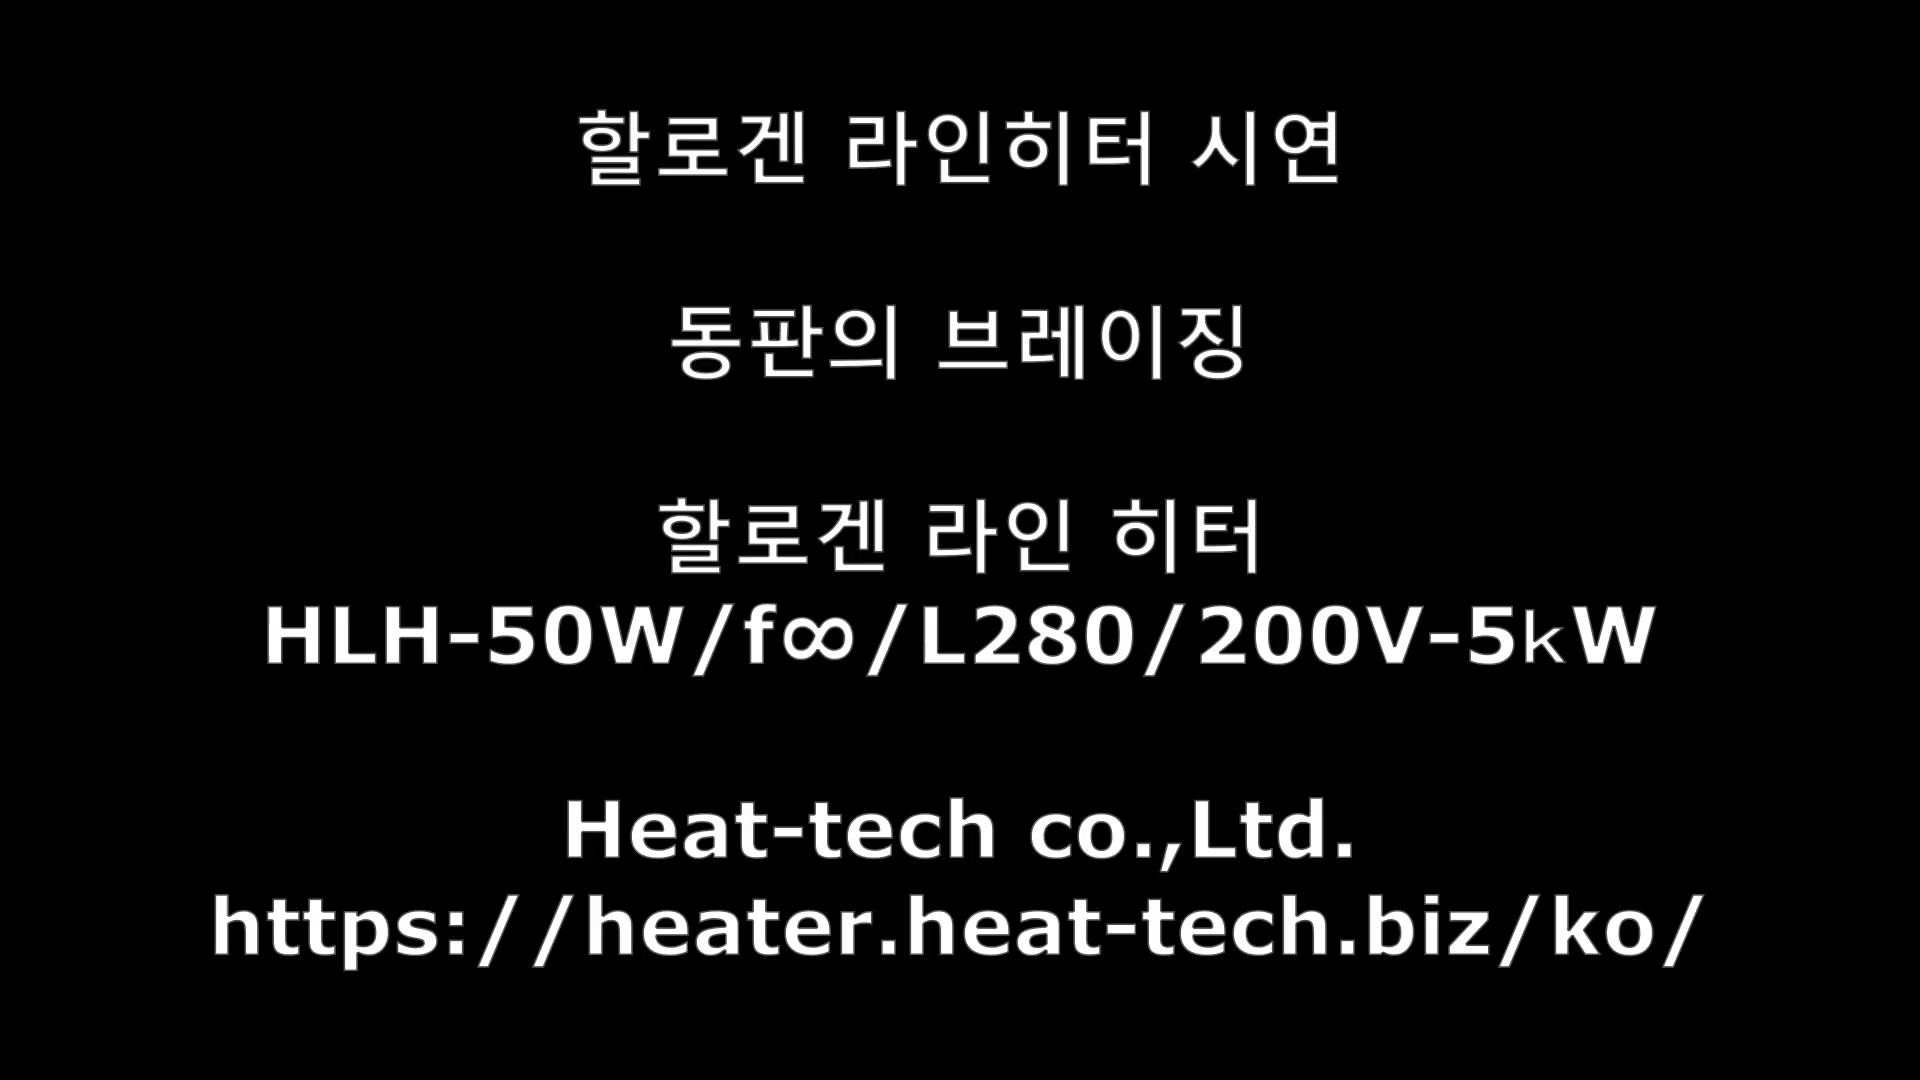 할로겐 라인히터 시연
동판의 브레이징
할로겐 라인 히터
HLH-50W/f∞/L280/200V-5kW
Heat-tech co.,Ltd.
https://heater.heat-tech.biz/ko/